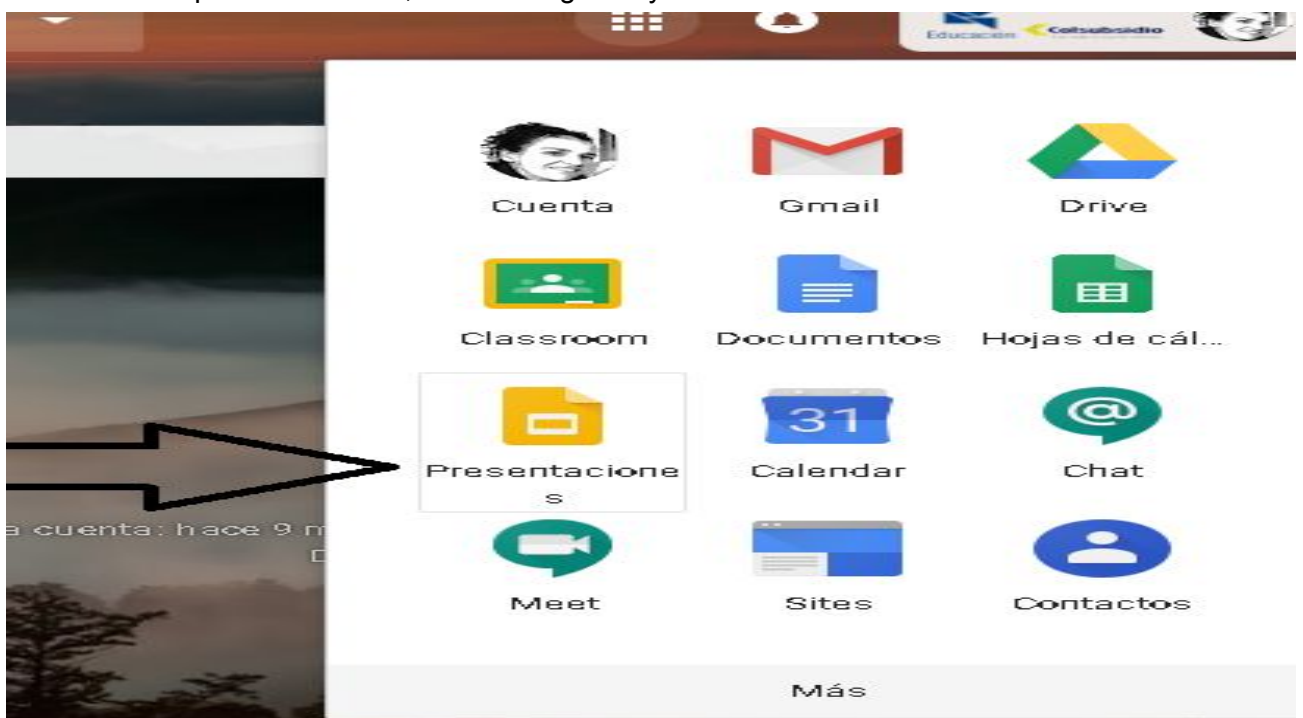 Educación Colsubsidio
Cuenta Gmail Drive
Classroom Documentos Hojas de cál...
31
@
Presentacione
s
Calendar Chat
a cuenta: hace 9 m
Meet Sites Contactos
Más